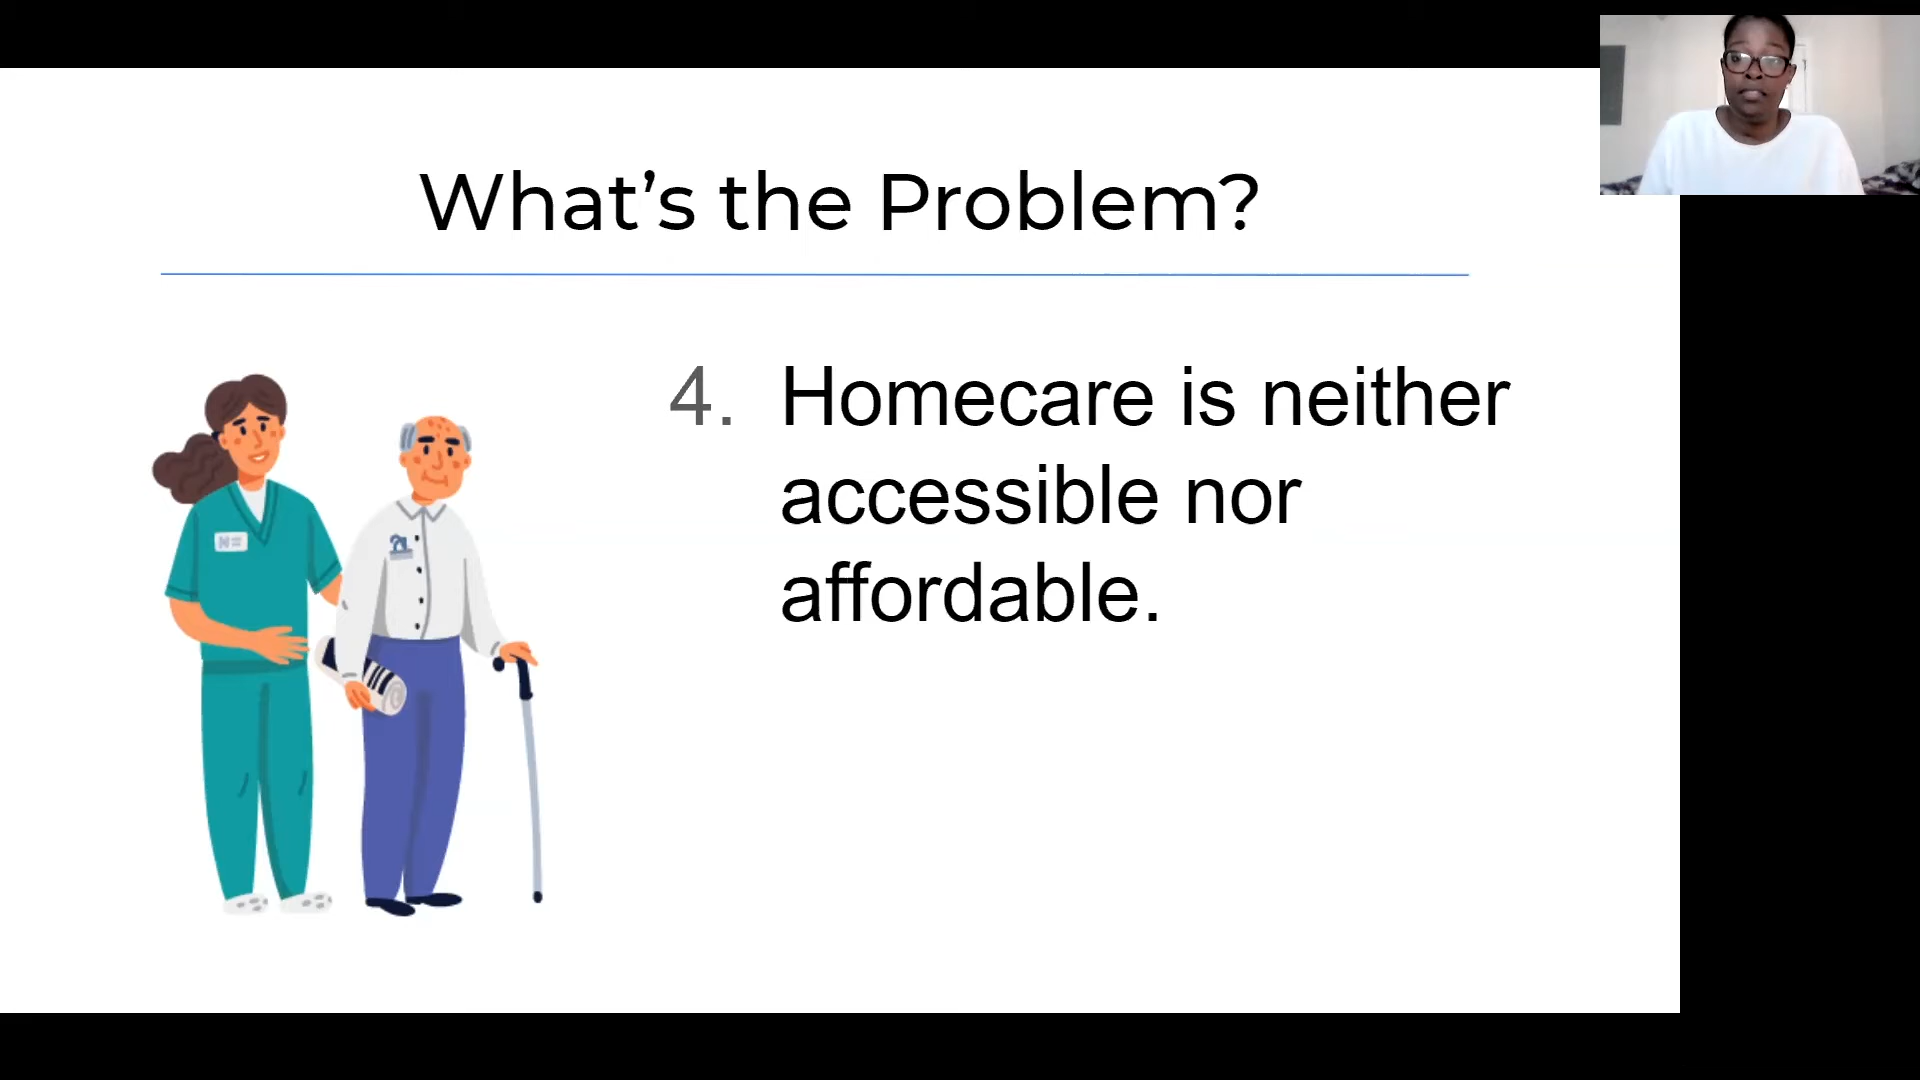 What’s the Problem?
4. Homecare is neither
accessible nor
affordable.